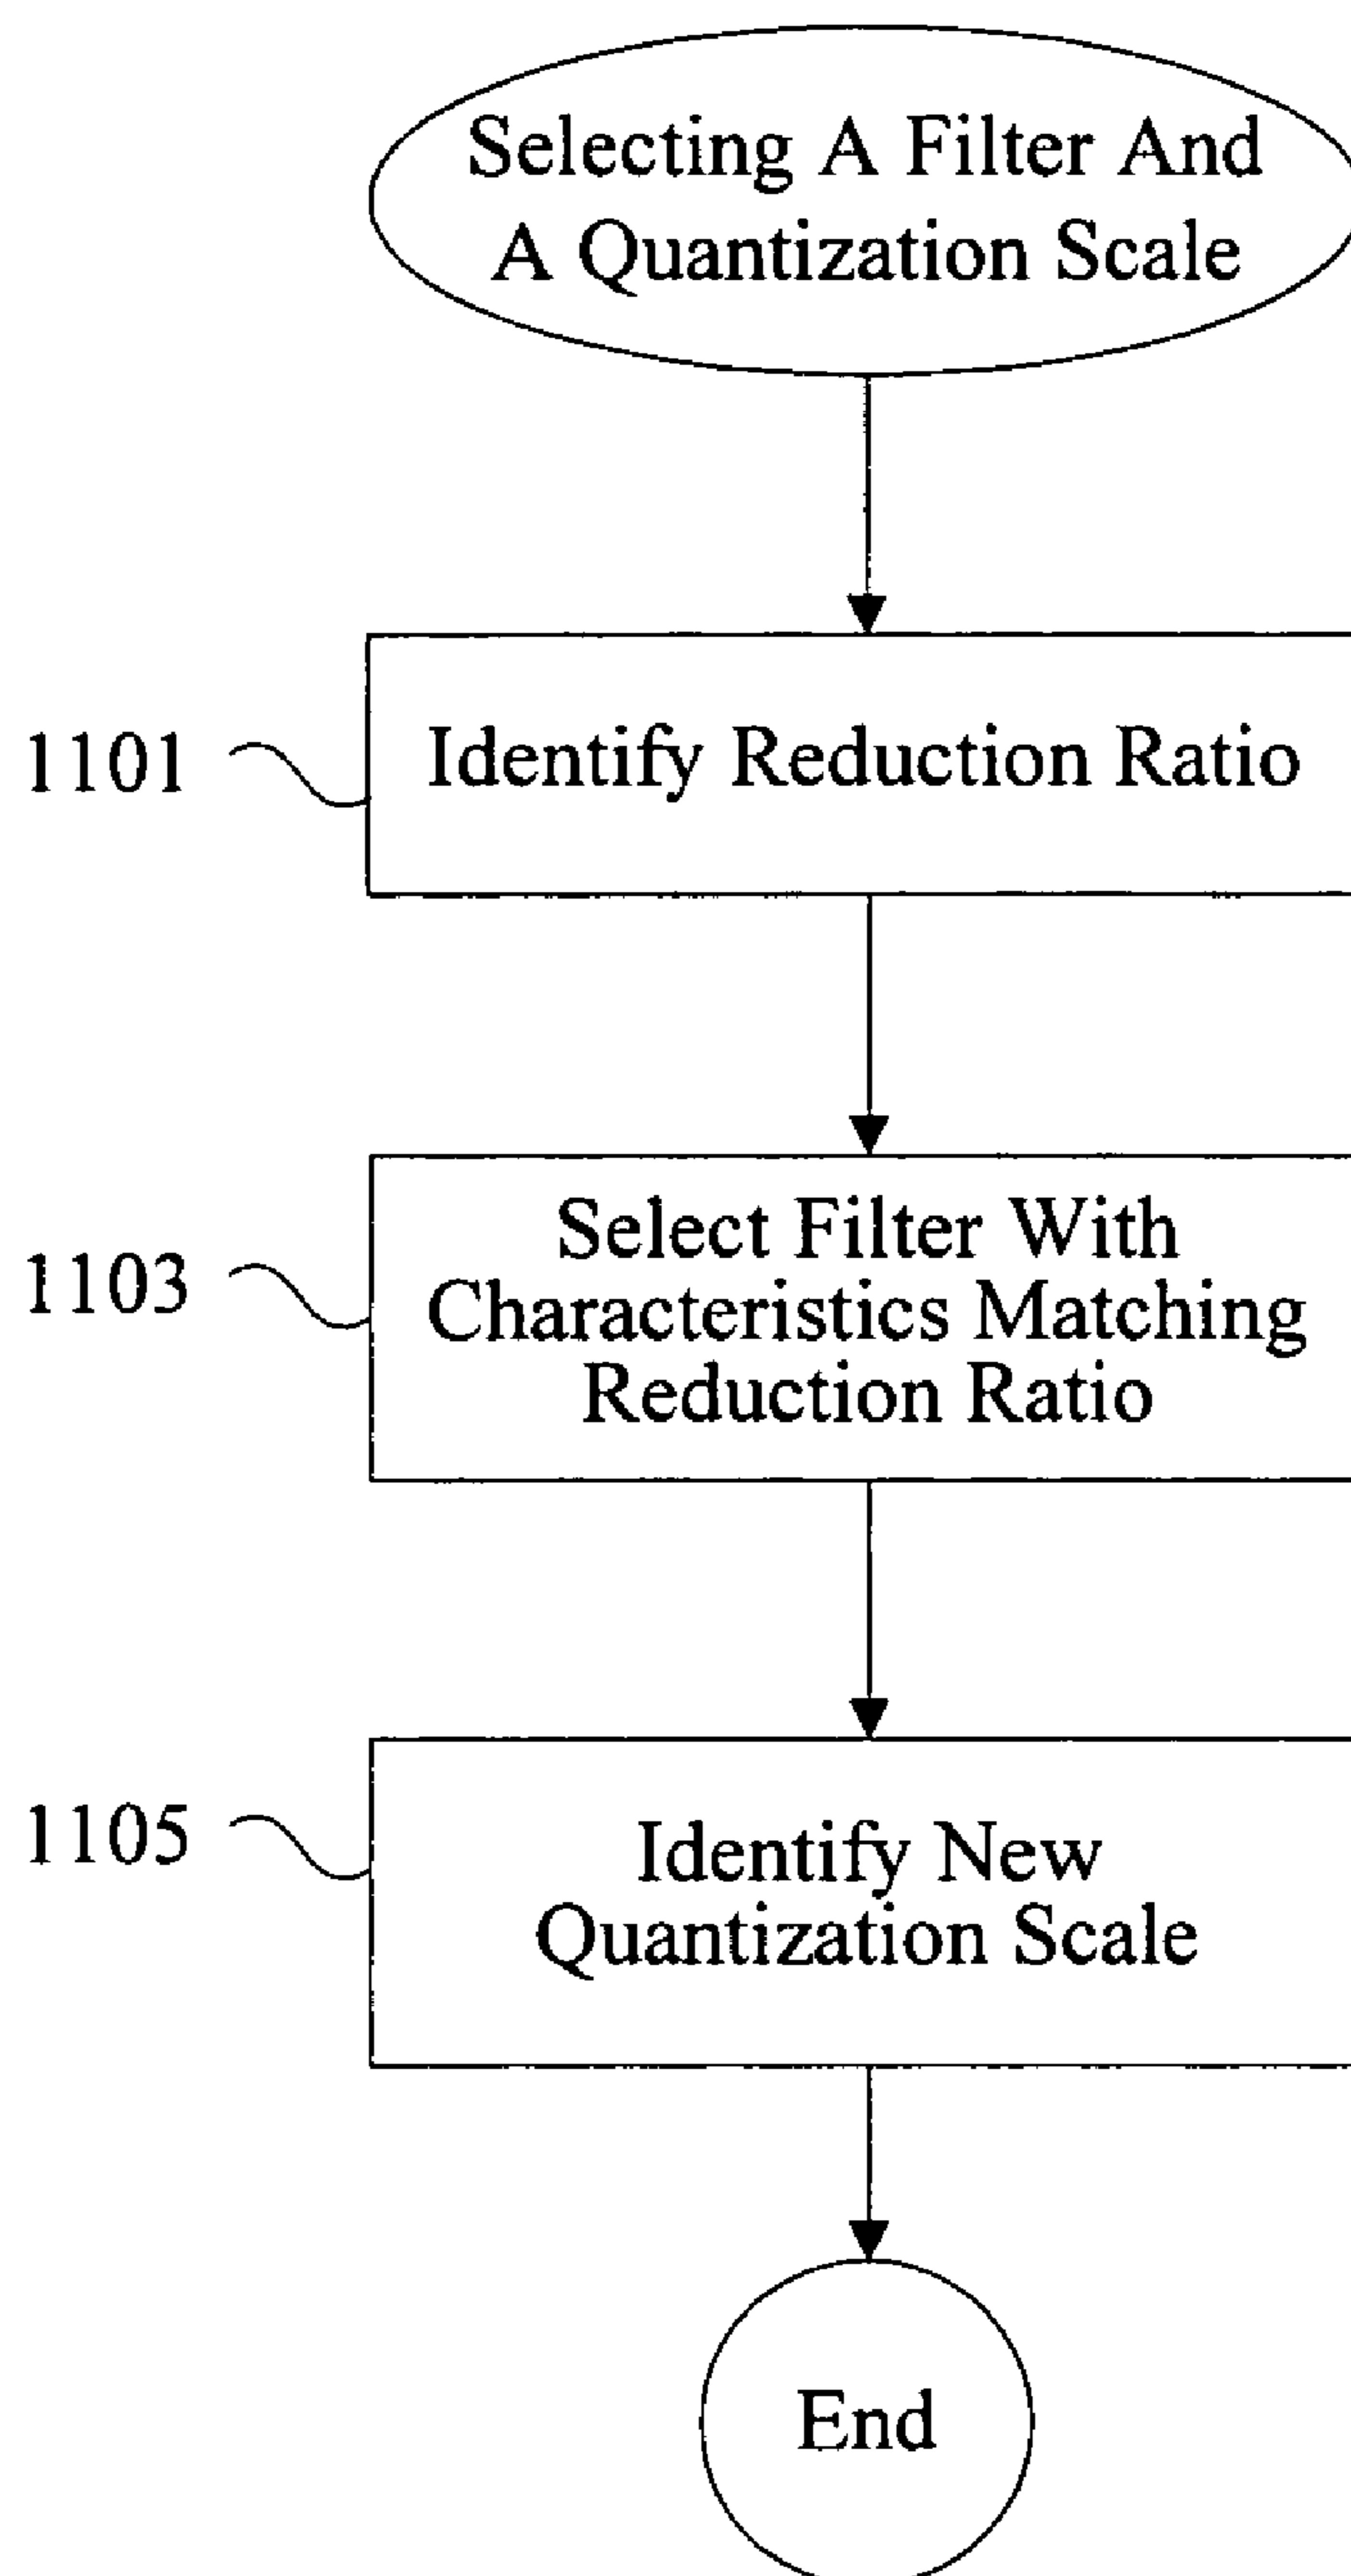 Selecting A Filter And
A Quantization Scale
1101
Identify Reduction Ratio
1103
Select Filter With
Characteristics Matching
Reduction Ratio
1105
Identify New
Quantization Scale
End